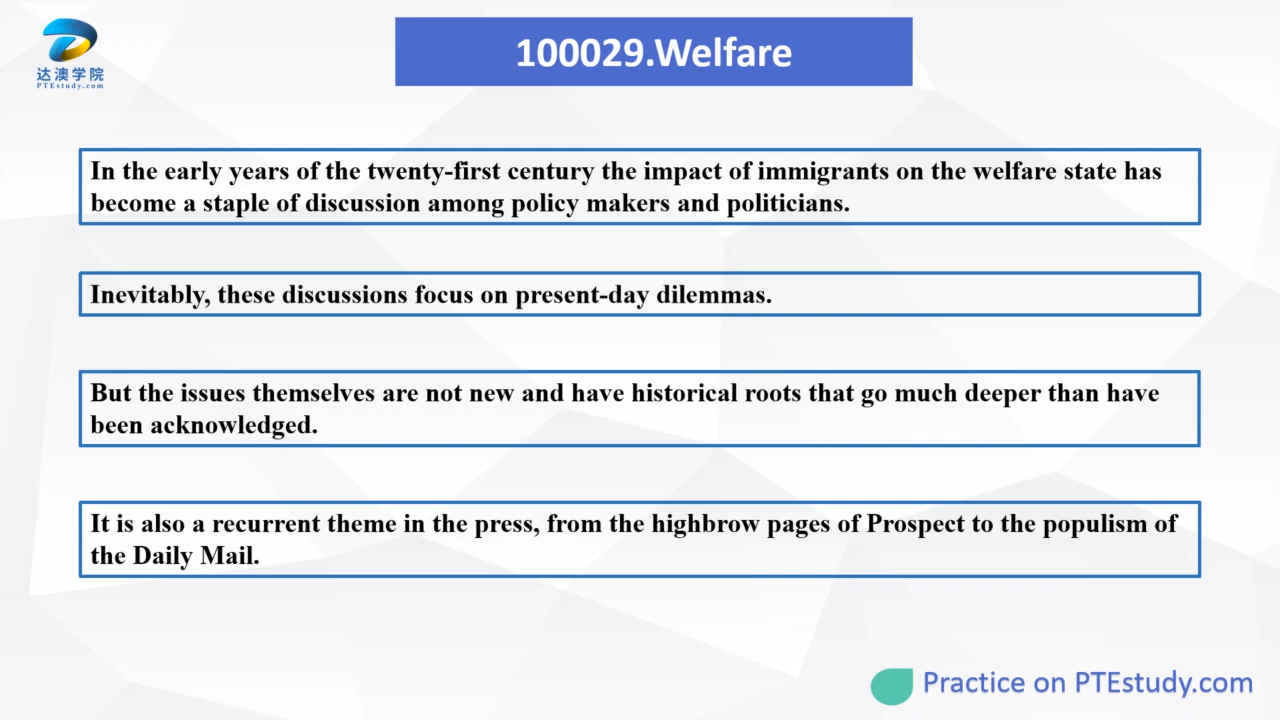 达澳学院
PTEstudy.com
100029.Welfare
In the early years of the twenty-first century the impact of immigrants on the welfare state has
become a staple of discussion among policy makers and politicians.
Inevitably, these discussions focus on present-day dilemmas.
But the issues themselves are not new and have historical roots that go much deeper than have
been acknowledged.
It is also a recurrent theme in the press, from the highbrow pages of Prospect to the populism of
the Daily Mail.
Practice on PTEstudy.com